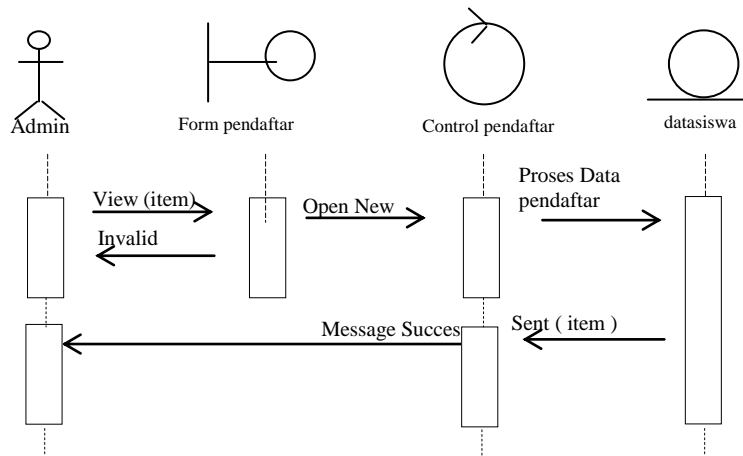 Admin
Form pendaftar
Control pendaftar
datasiswa
View (item)
Open New
Proses Data
pendaftar
Invalid
Message Succes
Sent ( item )